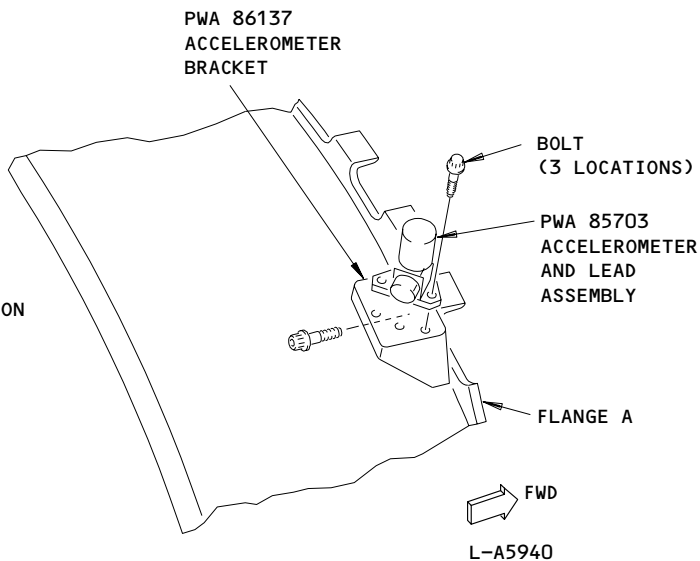 PWA 86137
ACCELEROMETER
BRACKET
BOLT
(3 LOCATIONS)
PWA 85703
ACCELEROMETER
AND LEAD
ASSEMBLY
ON
FLANGE A
FWD
L-A5940